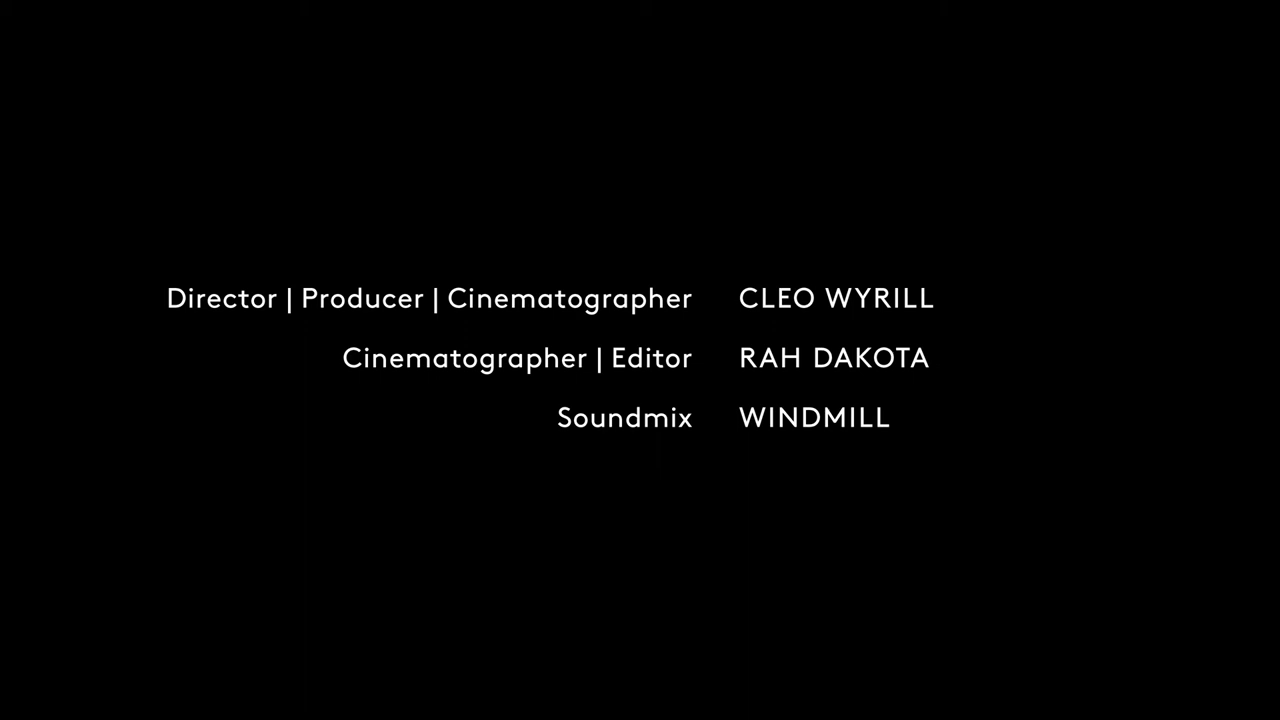 Director | Producer | Cinematographer CLEO WYRILL
Cinematographer | Editor RAH DAKOTA
Soundmix WINDMILL